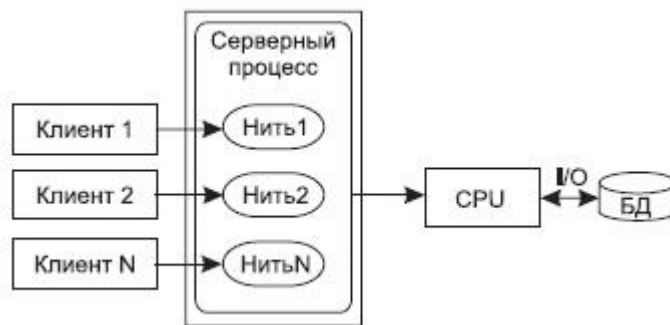 Серверный
процесс
Клиент 1
Нить1
Клиент 2
Нить2
Клиент N
НитьN
CPU
I/O
БД